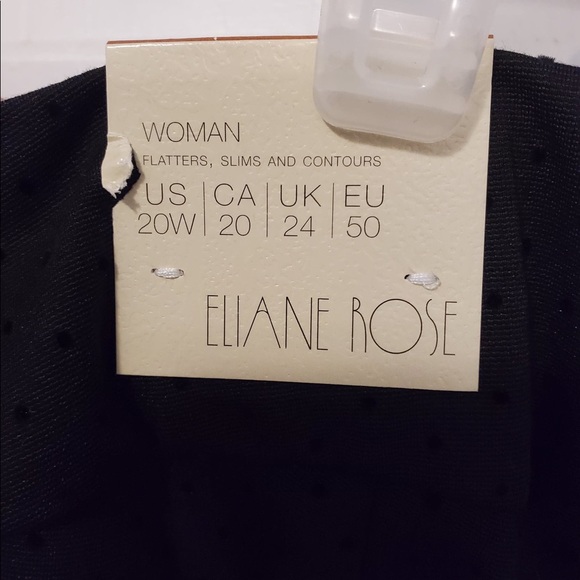 WOMAN
FLATTERS, SLIMS AND CONTOURS
US | CA | UK | EU
20W | 20 | 24 | 50
ELIANE ROSE